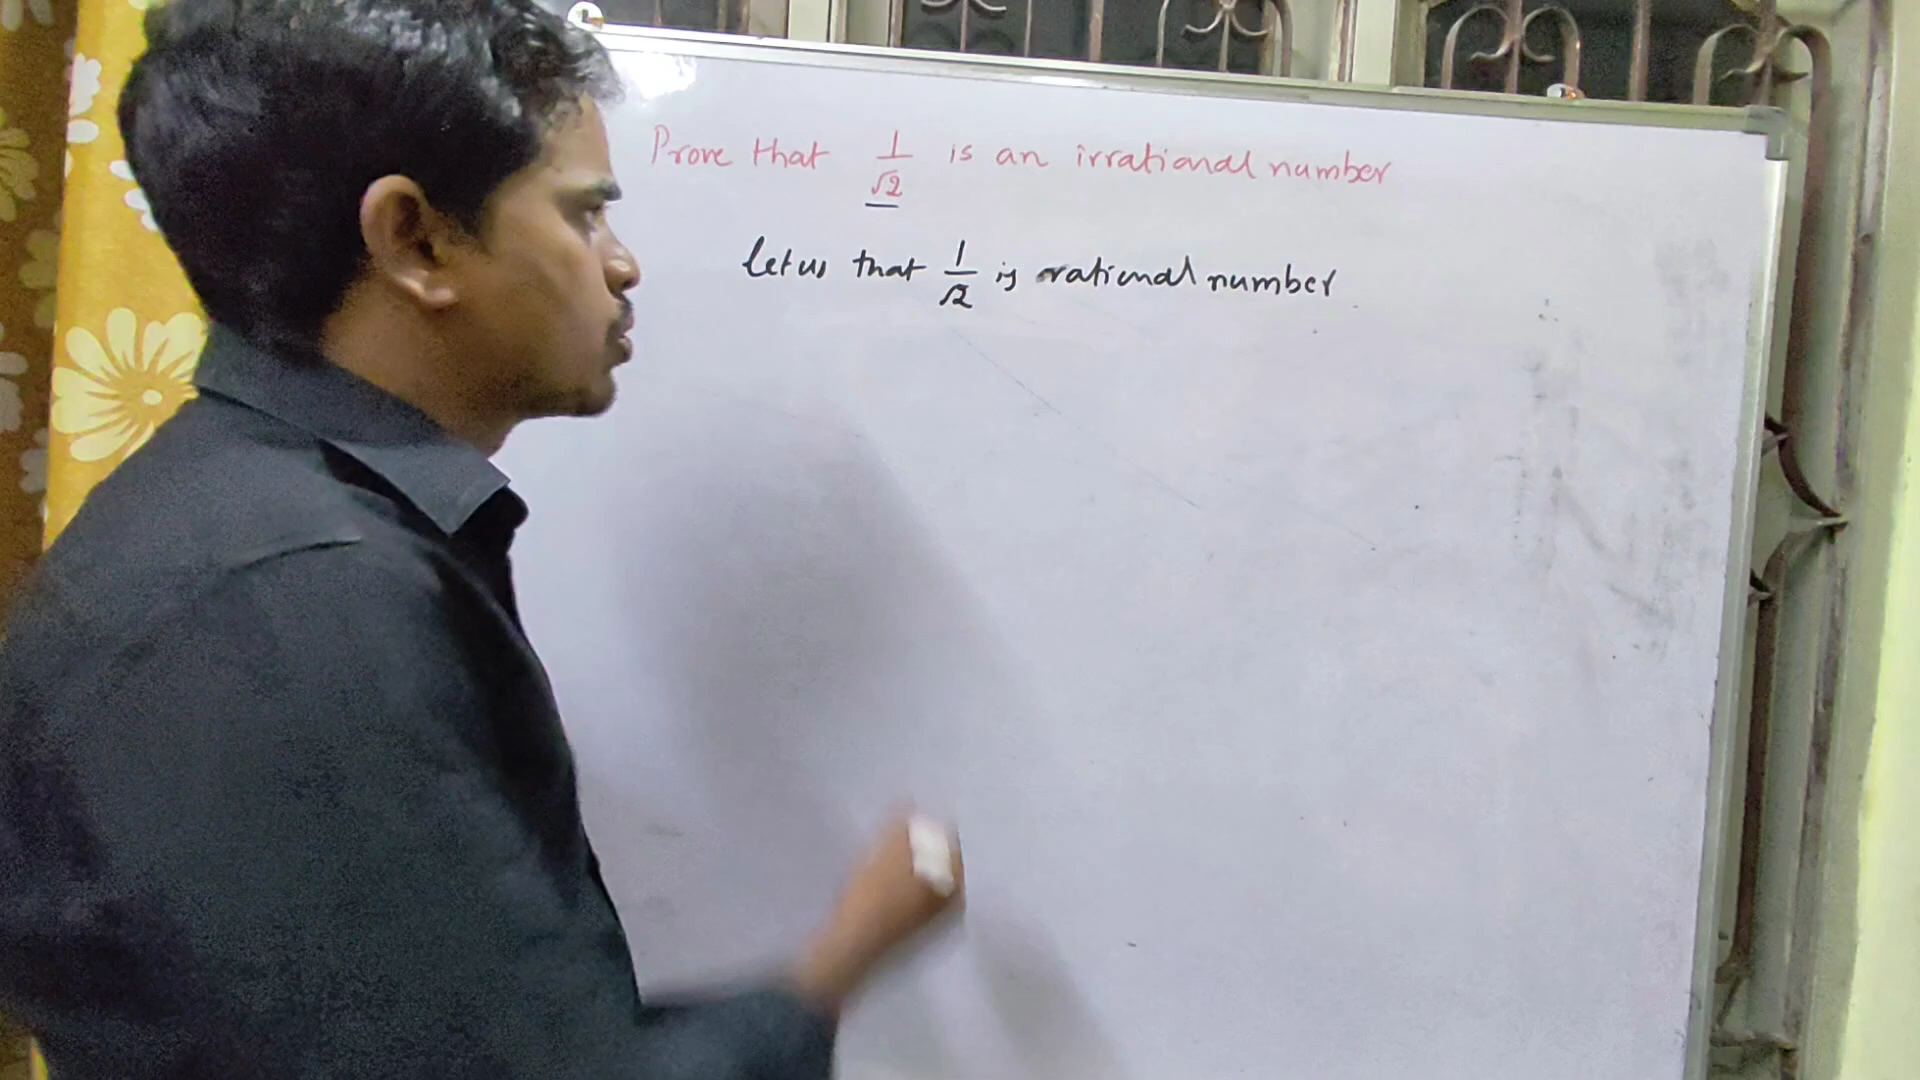 Prove that 1/√2 is an irrational number
let us that 1/√2 is rational number